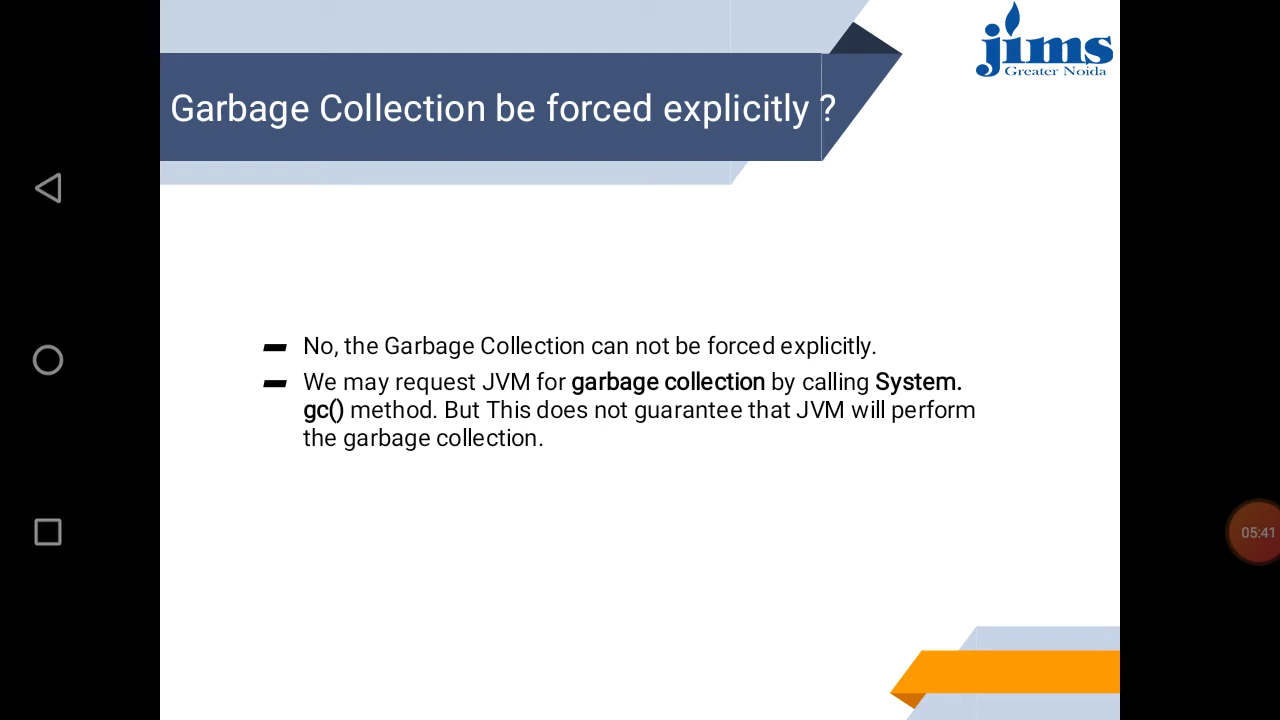 jims
Greater Noida
Garbage Collection be forced explicitly ?
No, the Garbage Collection can not be forced explicitly.
We may request JVM for garbage collection by calling System.
gc() method. But This does not guarantee that JVM will perform
the garbage collection.
05:41